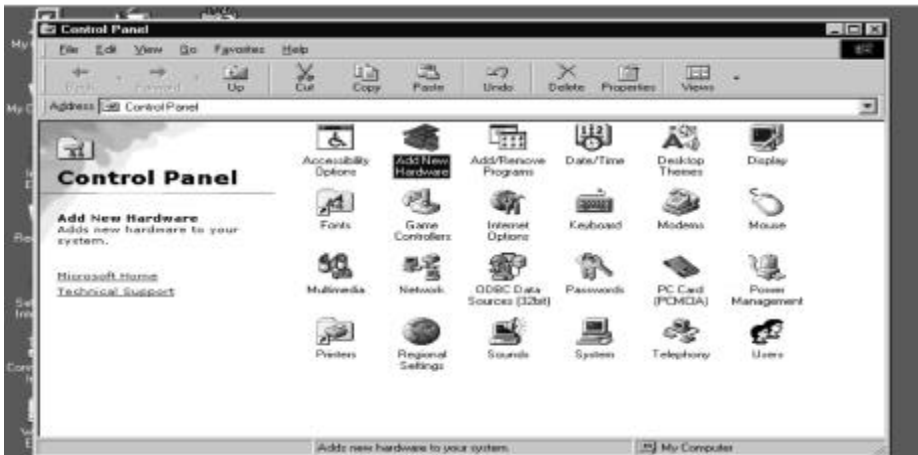 Control Panel
File Edit View Go Favorites Help
Up Cut Copy Paste Undo Delete Properties Views
Address Control Panel
Control Panel
Add New Hardware
Adds new hardware to your
system.
Microsoft Home
Technical Support
Accessibility Options
Add New Hardware
Add/Remove Programs
Date/Time
Desktop Themes
Display
Fonts
Game Controllers
Internet Options
Keyboard
Modems
Mouse
Multimedia
Network
ODBC Data Sources (32bit)
Passwords
PC Card (PCMCIA)
Power Management
Printers
Regional Settings
Sounds
System
Telephony
Users
Adds new hardware to your system.
My Computer